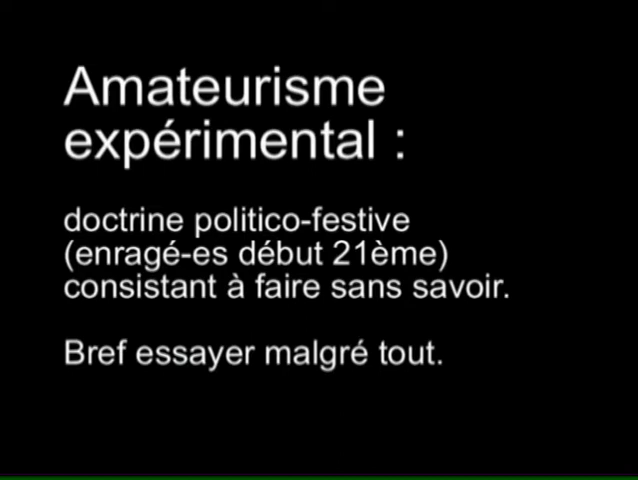 Amateurisme
expérimental :
doctrine politico-festive
(enragé-es début 21ème)
consistant à faire sans savoir.
Bref essayer malgré tout.